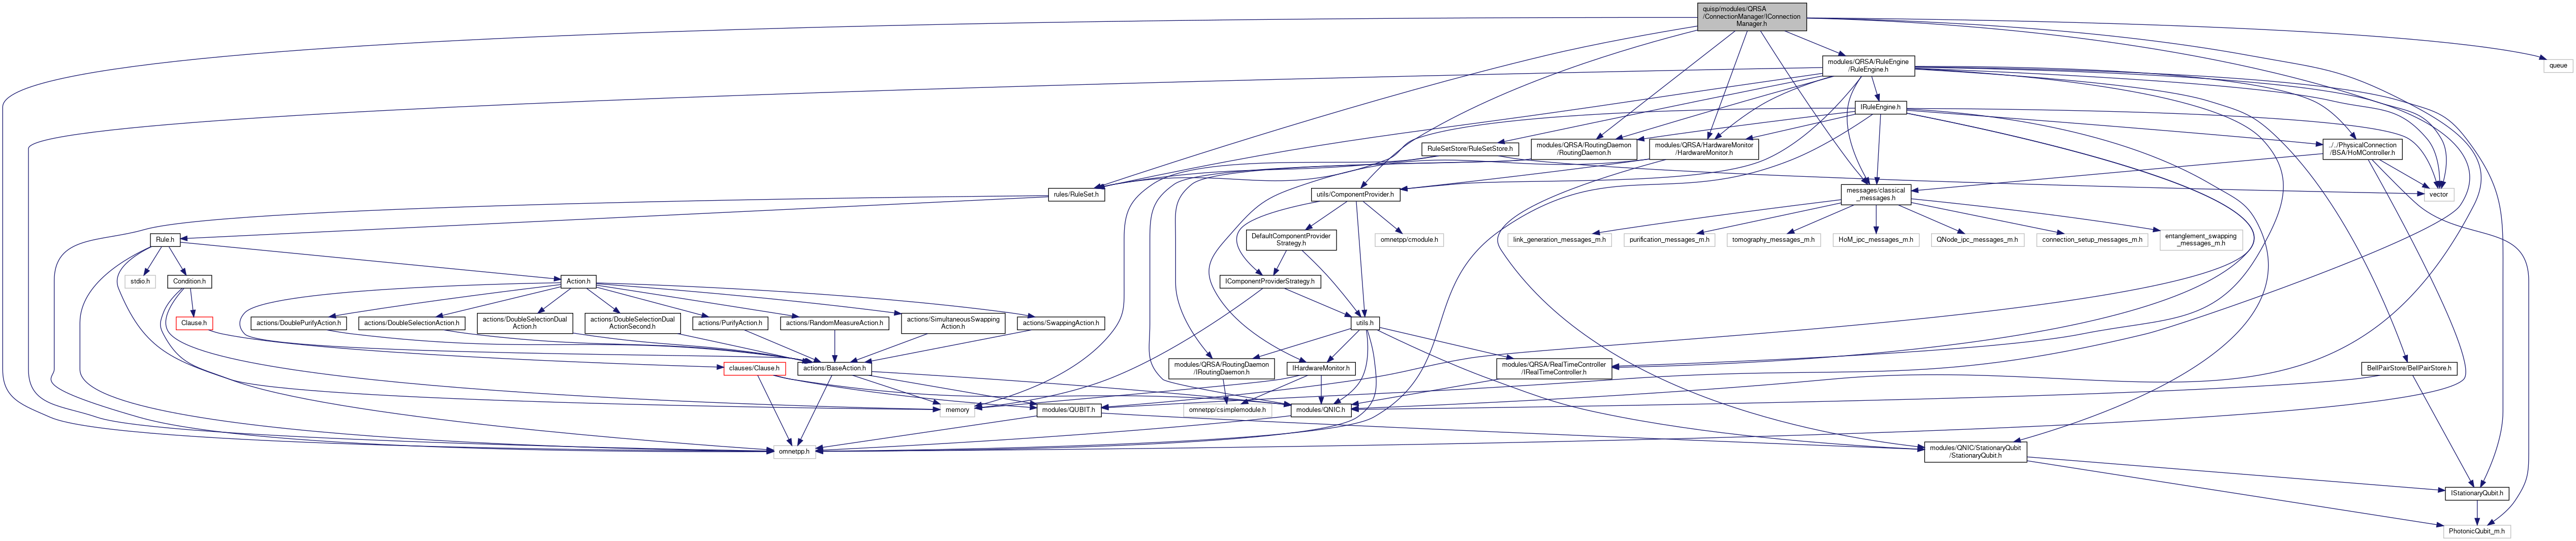 quisp/modules/QRSA
/ConnectionManager/IConnection
Manager.h
modules/QRSA/RuleEngine
/RuleEngine.h
queue
IRuleEngine.h
RuleSetStore/RuleSetStore.h
modules/QRSA/RoutingDaemon
/RoutingDaemon.h
modules/QRSA/HardwareMonitor
/HardwareMonitor.h
././PhysicalConnection
/BSA/HoMController.h
rules/RuleSet.h
utils/ComponentProvider.h
messages/classical
_messages.h
vector
Rule.h
DefaultComponentProvider
Strategy.h
omnetpp/cmodule.h
link_generation_messages_m.h
purification_messages_m.h
tomography_messages_m.h
HoM_ipc_messages_m.h
QNode_ipc_messages_m.h
connection_setup_messages_m.h
entanglement_swapping
_messages_m.h
stdio.h
Condition.h
Action.h
IComponentProviderStrategy.h
Clause.h
actions/DoublePurifyAction.h
actions/DoubleSelectionAction.h
actions/DoubleSelectionDual
Action.h
actions/DoubleSelectionDual
ActionSecond.h
actions/PurifyAction.h
actions/RandomMeasureAction.h
actions/SimultaneousSwapping
Action.h
actions/SwappingAction.h
utils.h
clauses/Clause.h
actions/BaseAction.h
modules/QRSA/RoutingDaemon
/IRoutingDaemon.h
IHardwareMonitor.h
modules/QRSA/RealTimeController
/IRealTimeController.h
BellPairStore/BellPairStore.h
memory
modules/QUBIT.h
omnetpp/csimplemodule.h
modules/QNIC.h
omnetpp.h
modules/QNIC/StationaryQubit
/StationaryQubit.h
IStationaryQubit.h
PhotonicQubit_m.h